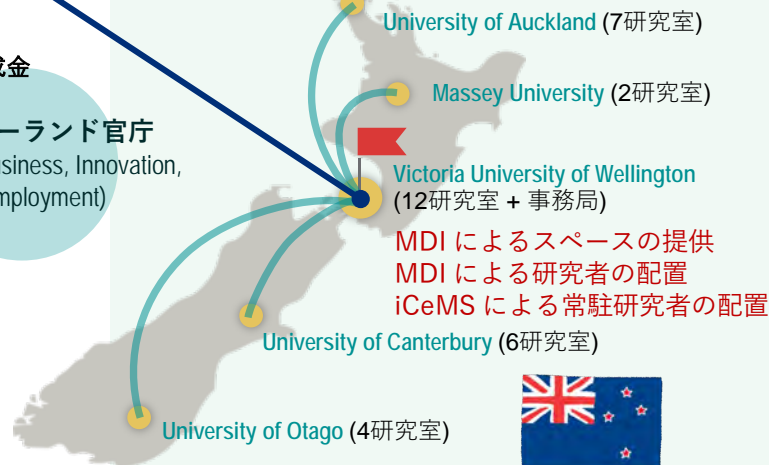 University of Auckland (7研究室)
成金
Massey University (2研究室)
ーランド官庁
siness, Innovation,
mployment)
Victoria University of Wellington
(12研究室 + 事務局)
MDI によるスペースの提供
MDI による研究者の配置
iCeMS による常駐研究者の配置
University of Canterbury (6研究室)
University of Otago (4研究室)